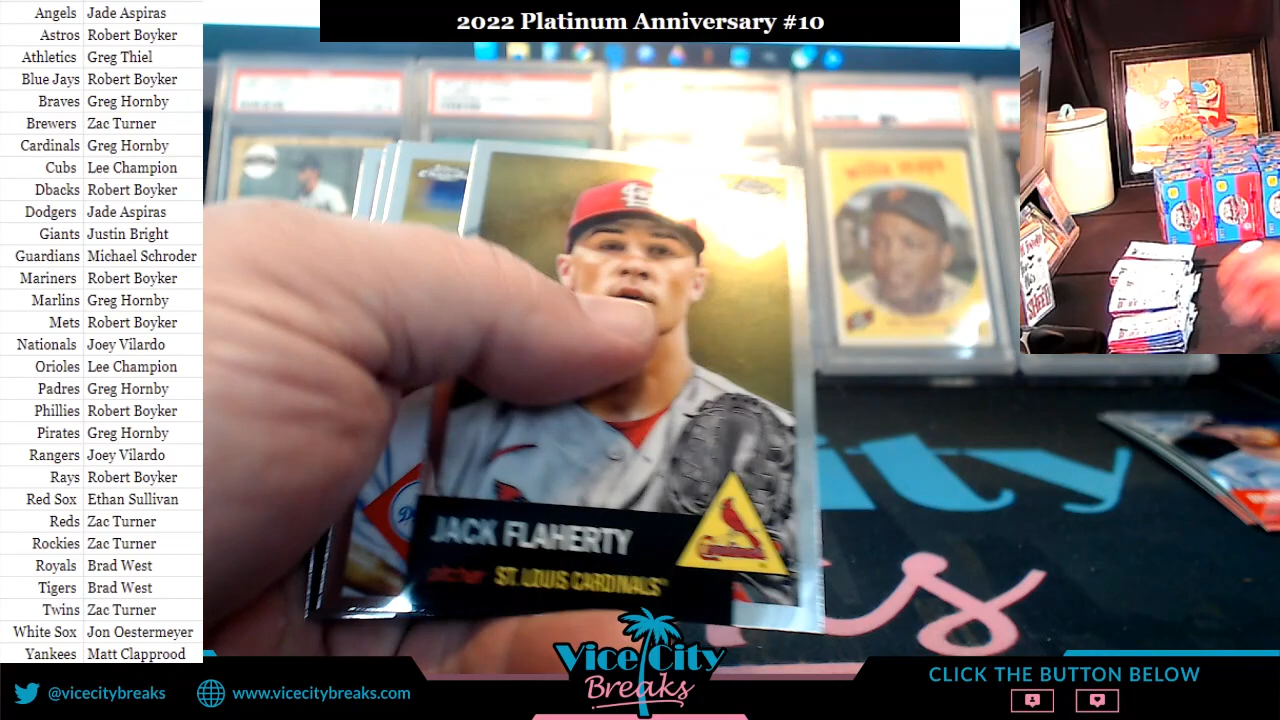 2022 Platinum Anniversary #10
Angels Jade Aspiras
Astros Robert Boyker
Athletics Greg Thiel
Blue Jays Robert Boyker
Braves Greg Hornby
Brewers Zac Turner
Cardinals Greg Hornby
Cubs Lee Champion
Dbacks Robert Boyker
Dodgers Jade Aspiras
Giants Justin Bright
Guardians Michael Schroder
Mariners Robert Boyker
Marlins Greg Hornby
Mets Robert Boyker
Nationals Joey Vilardo
Orioles Lee Champion
Padres Greg Hornby
Phillies Robert Boyker
Pirates Greg Hornby
Rangers Joey Vilardo
Rays Robert Boyker
Red Sox Ethan Sullivan
Reds Zac Turner
Rockies Zac Turner
Royals Brad West
Tigers Brad West
Twins Zac Turner
White Sox Jon Oestermeyer
Yankees Matt Clapprood
willie mays
JACK FLAHERTY
pitcher ST. LOUIS CARDINALS
Cardinals
Vice City
Breaks
@vicecitybreaks
www.vicecitybreaks.com
CLICK THE BUTTON BELOW